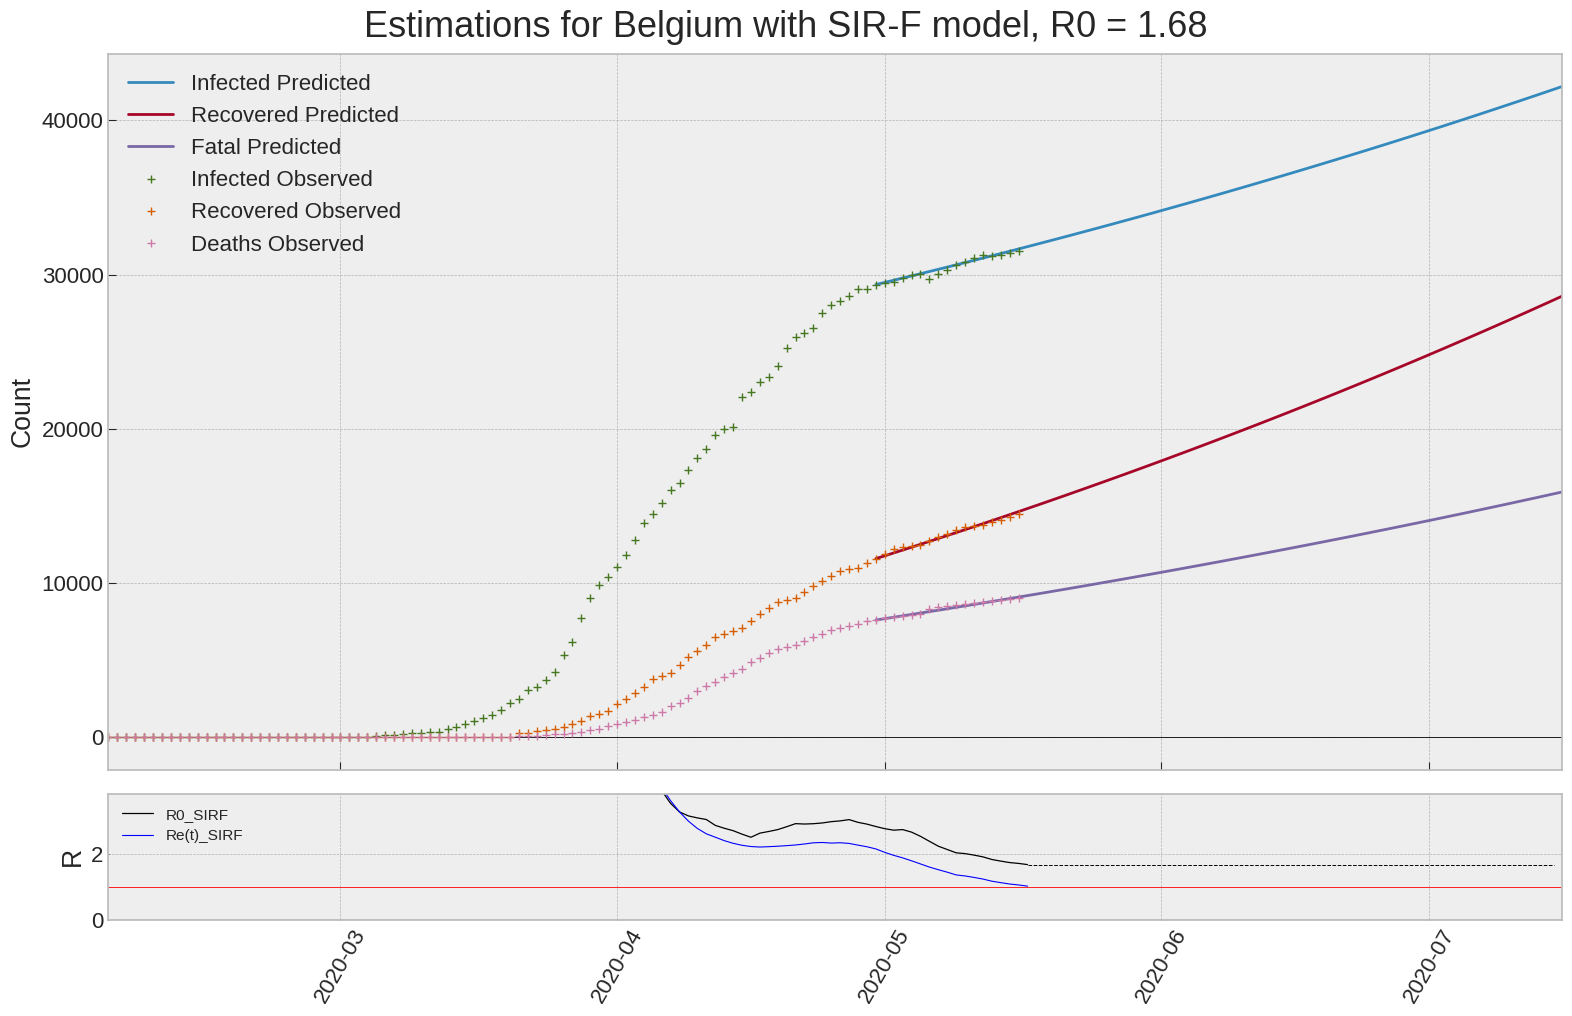 Estimations for Belgium with SIR-F model, R0 = 1.68
Infected Predicted
Recovered Predicted
Fatal Predicted
Infected Observed
Recovered Observed
Deaths Observed
40000
30000
20000
10000
0
Count
R0_SIRF
Re(t)_SIRF
2
0
R
2020-03
2020-04
2020-05
2020-06
2020-07